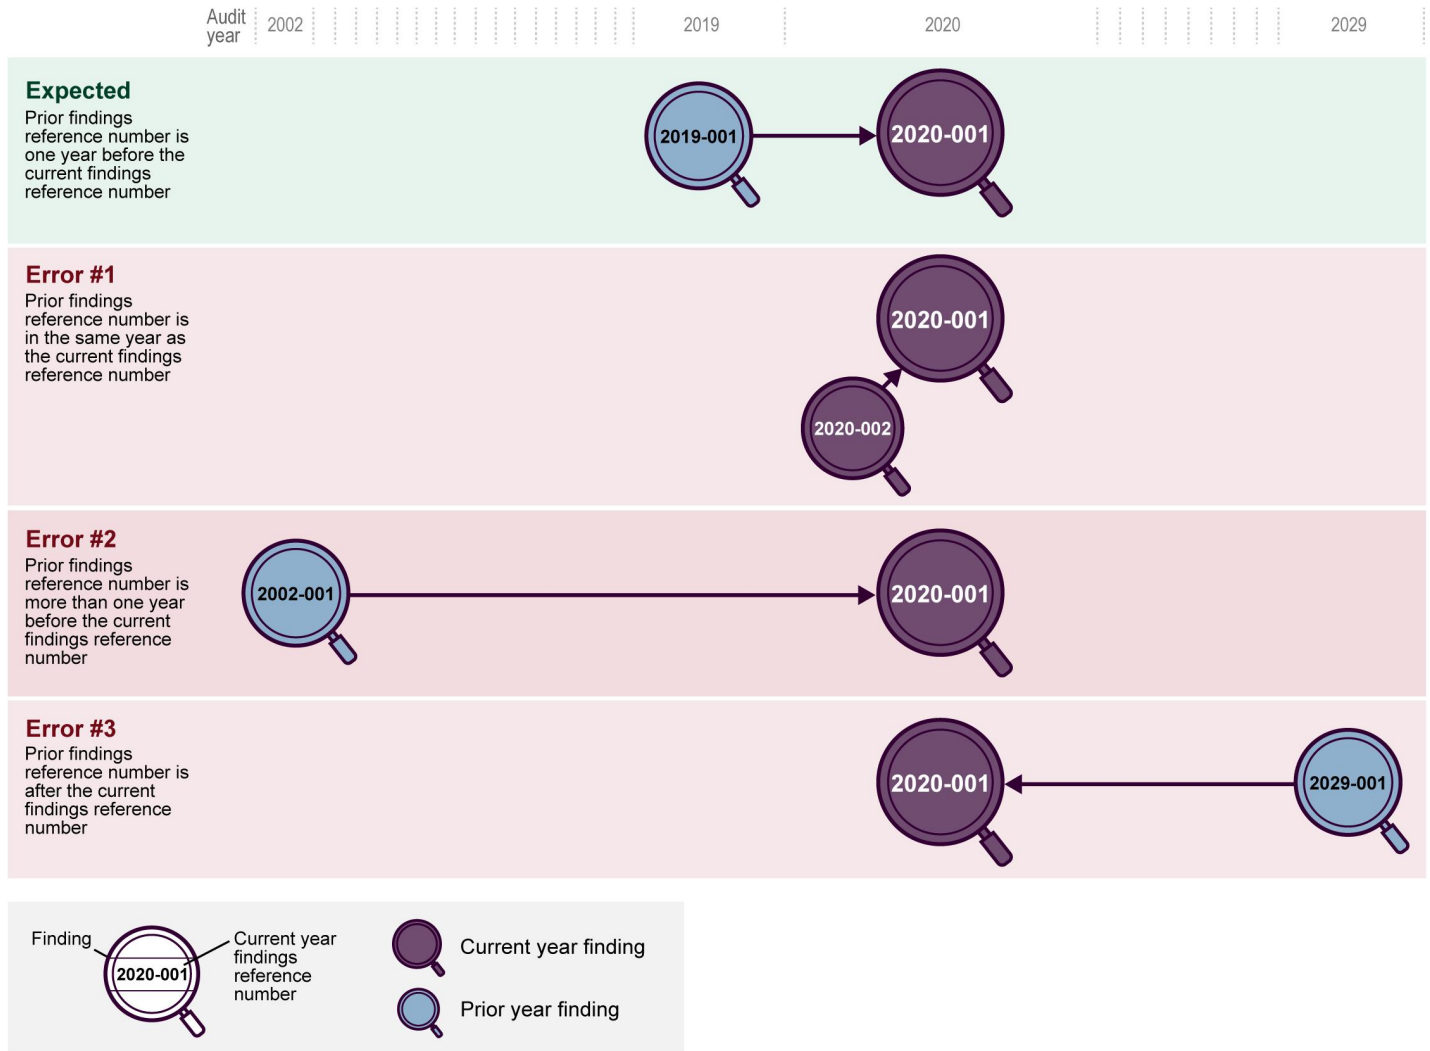 Audit
year
2002
2019
2020
2029
Expected
Prior findings
reference number is
one year before the
current findings
reference number
2019-001
2020-001
Error #1
Prior findings
reference number is
in the same year as
the current findings
reference number
2020-001
2020-002
Error #2
Prior findings
reference number is
more than one year
before the current
findings reference
number
2002-001
2020-001
Error #3
Prior findings
reference number is
after the current
findings reference
number
2020-001
2029-001
Finding
2020-001
Current year
findings
reference
number
Current year finding
Prior year finding